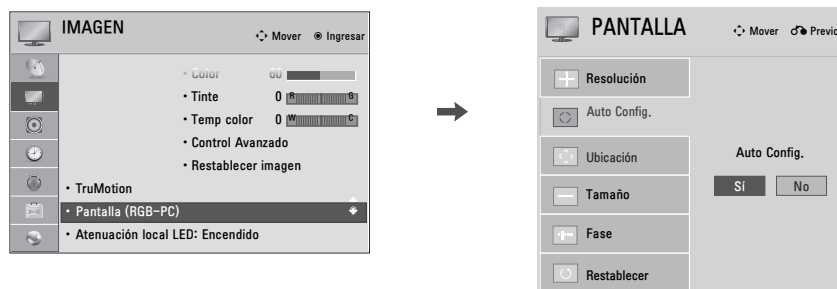 IMAGEN
Mover
Ingresar
• Color 60
• Tinte 0 R G
• Temp color 0 W C
• Control Avanzado
• Restablecer imagen
• TruMotion
• Pantalla (RGB-PC)
• Atenuación local LED: Encendido
PANTALLA
Mover
Previo
Resolución
Auto Config.
Ubicación
Tamaño
Fase
Restablecer
Auto Config.
Sí
No